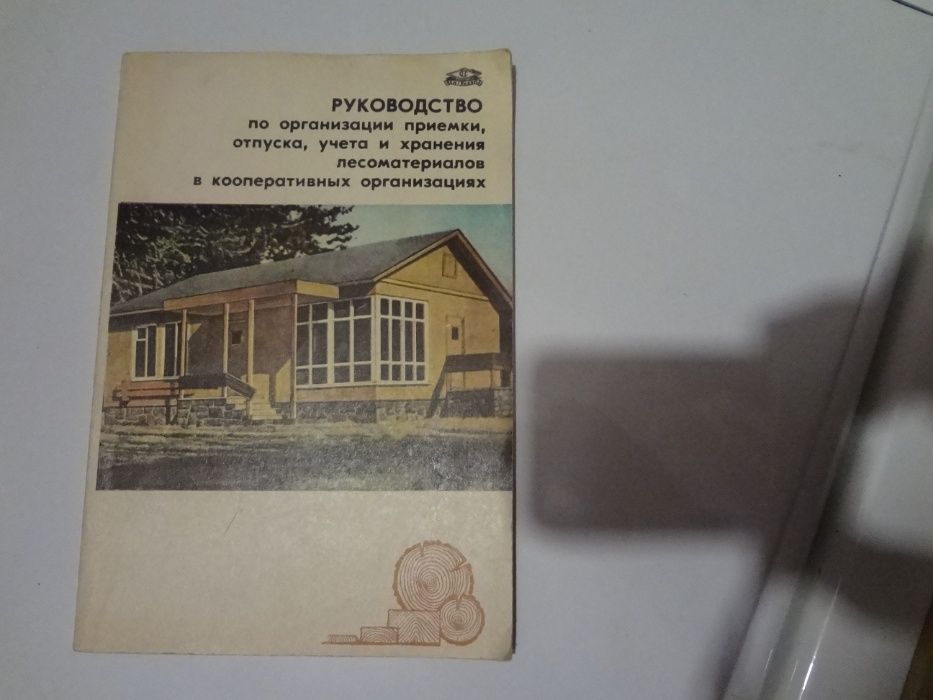 РУКОВОДСТВО
по организации приемки,
отпуска, учета и хранения
лесоматериалов
в кооперативных организациях